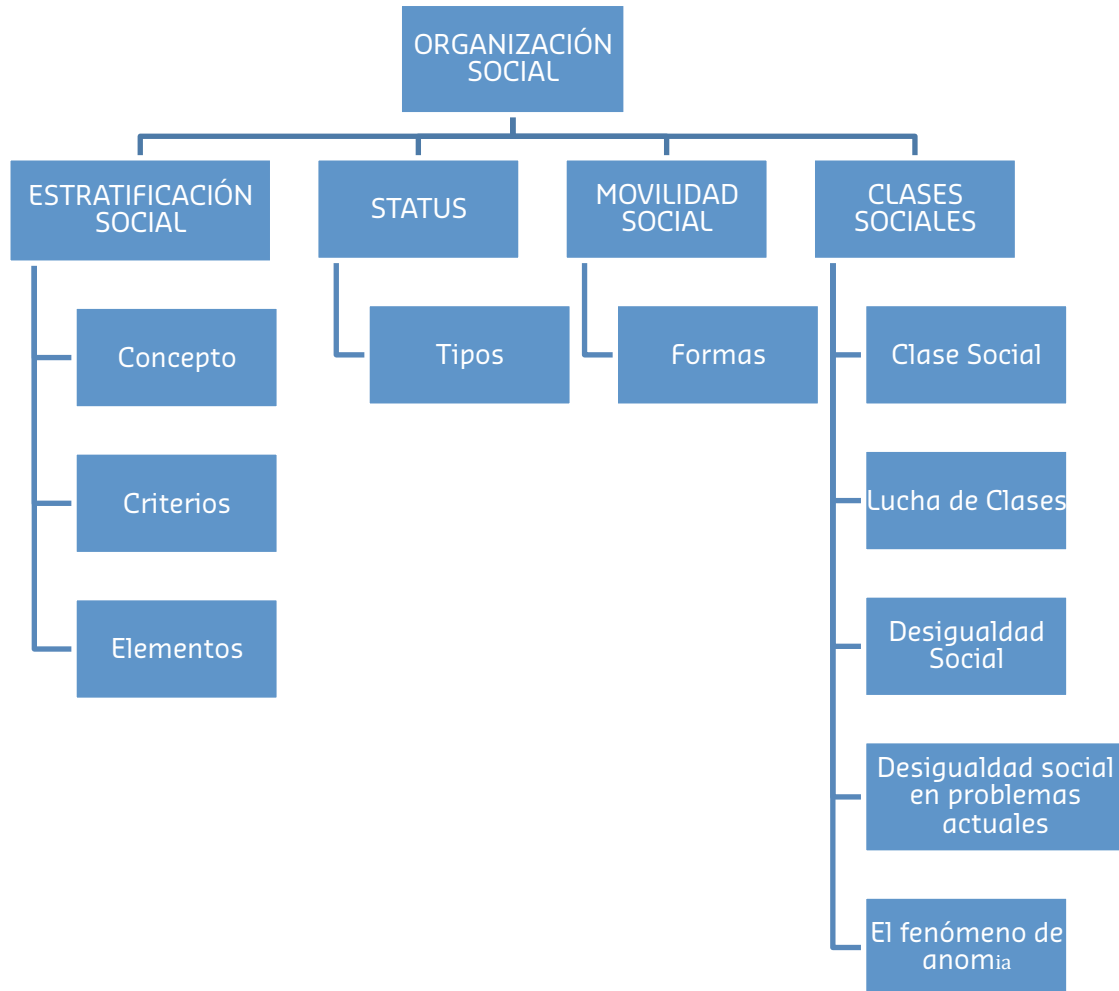 ORGANIZACIÓN
SOCIAL
ESTRATIFICACIÓN
SOCIAL
STATUS
MOVILIDAD
SOCIAL
CLASES
SOCIALES
Concepto
Criterios
Elementos
Tipos
Formas
Clase Social
Lucha de Clases
Desigualdad
Social
Desigualdad social
en problemas
actuales
El fenómeno de
anomia